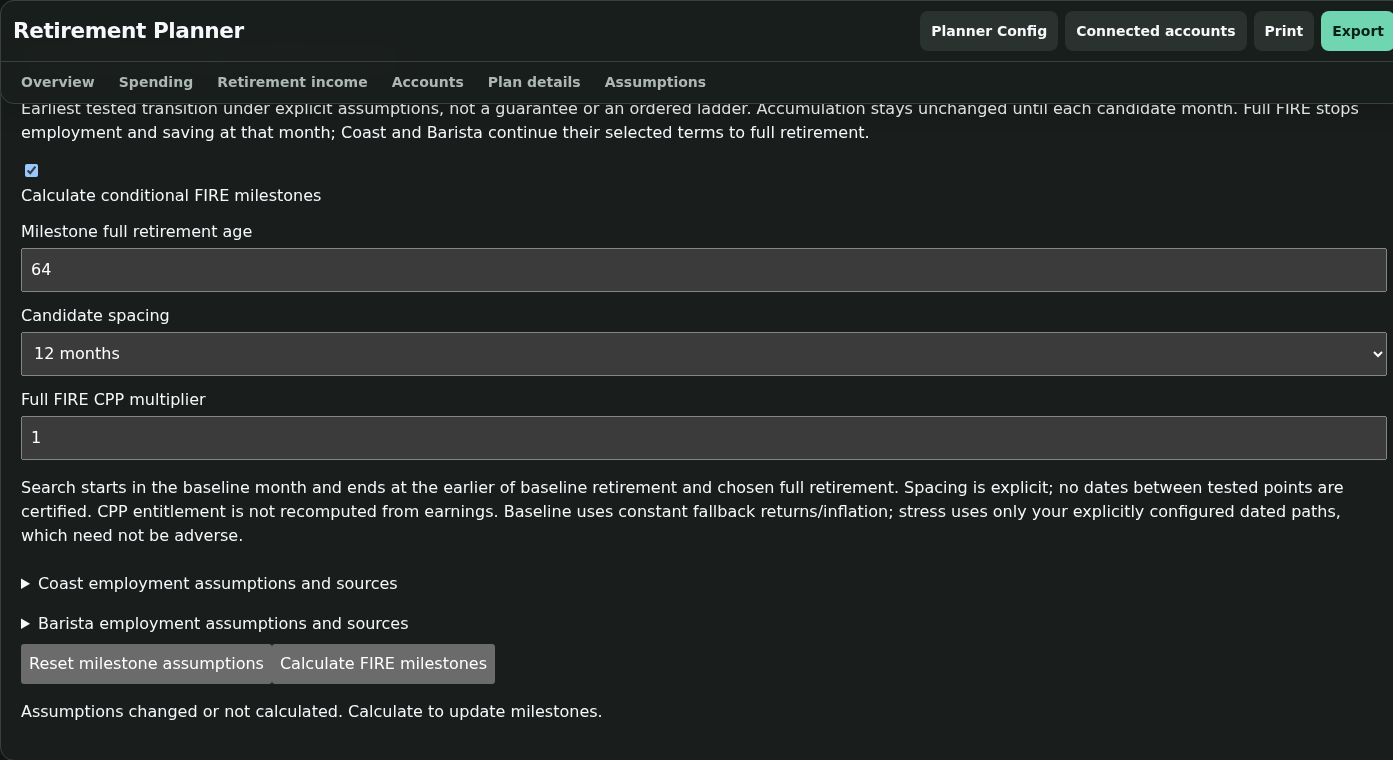 Retirement Planner
Planner Config
Connected accounts
Print
Export
Overview
Spending
Retirement income
Accounts
Plan details
Assumptions
Earliest tested transition under explicit assumptions, not a guarantee or an ordered ladder. Accumulation stays unchanged until each candidate month. Full FIRE stops
employment and saving at that month; Coast and Barista continue their selected terms to full retirement.
Calculate conditional FIRE milestones
Milestone full retirement age
64
Candidate spacing
12 months
Full FIRE CPP multiplier
1
Search starts in the baseline month and ends at the earlier of baseline retirement and chosen full retirement. Spacing is explicit; no dates between tested points are
certified. CPP entitlement is not recomputed from earnings. Baseline uses constant fallback returns/inflation; stress uses only your explicitly configured dated paths,
which need not be adverse.
Coast employment assumptions and sources
Barista employment assumptions and sources
Reset milestone assumptions
Calculate FIRE milestones
Assumptions changed or not calculated. Calculate to update milestones.